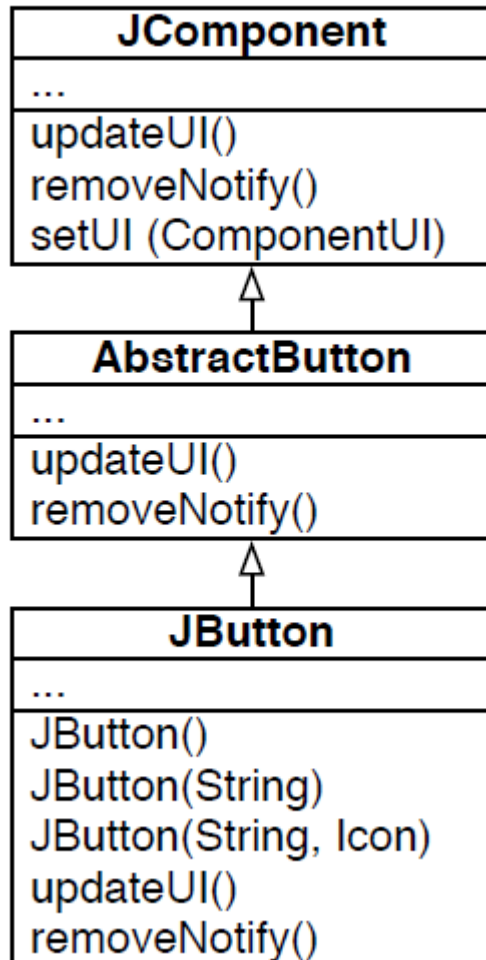 JComponent
...
updateUI()
removeNotify()
setUI (ComponentUI)
AbstractButton
...
updateUI()
removeNotify()
JButton
...
JButton()
JButton(String)
JButton(String, Icon)
updateUI()
removeNotify()